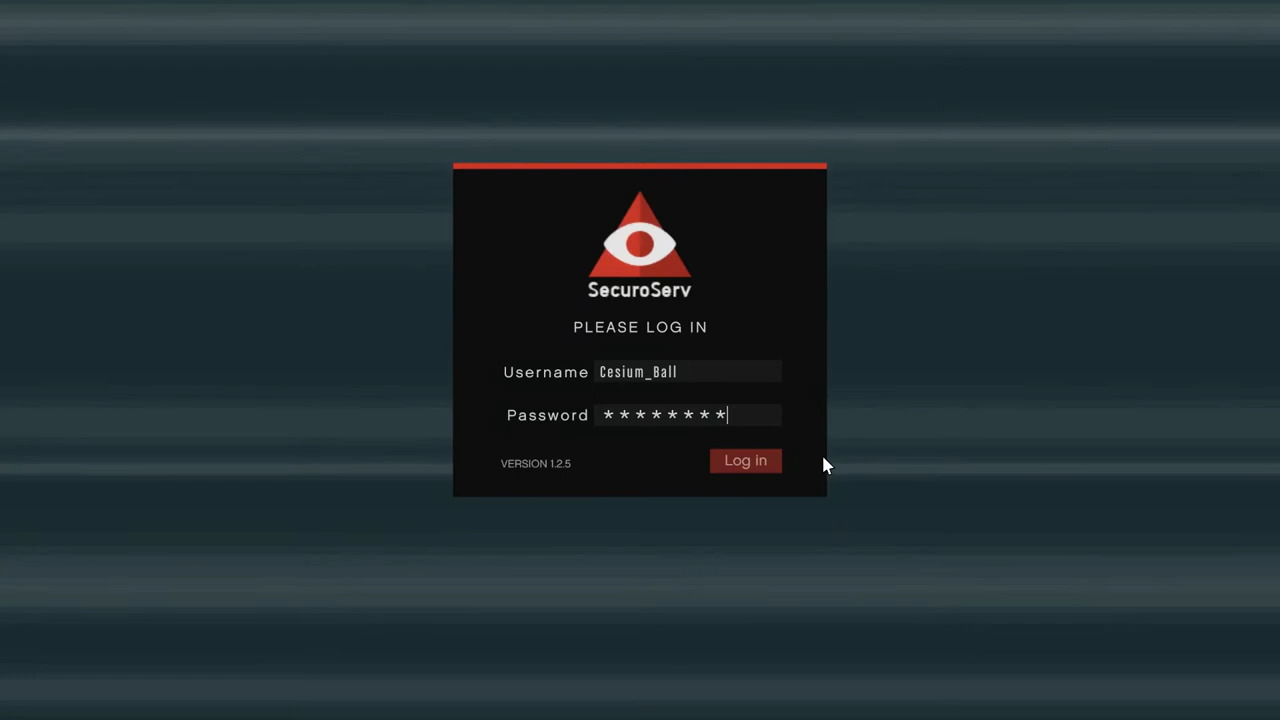 SecuroServ
PLEASE LOG IN
Username Cesium_Ball
Password ********
VERSION 1.2.5 Log in